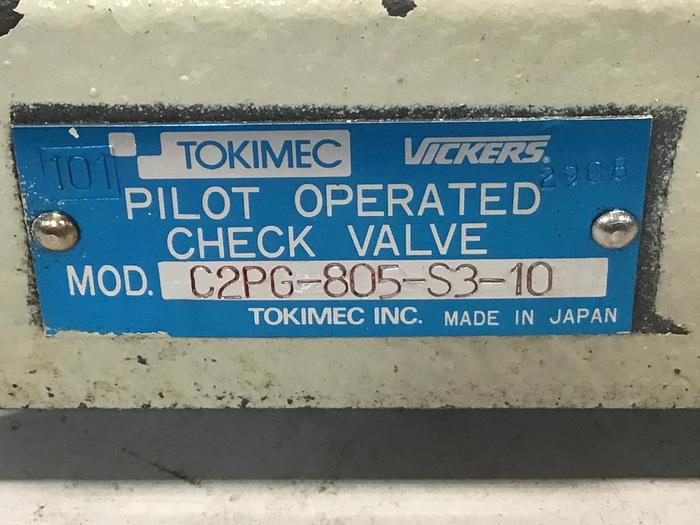 101 TOKIMEC VICKERS®
2908
PILOT OPERATED
CHECK VALVE
MOD. C2PG-805-S3-10
TOKIMEC INC. MADE IN JAPAN